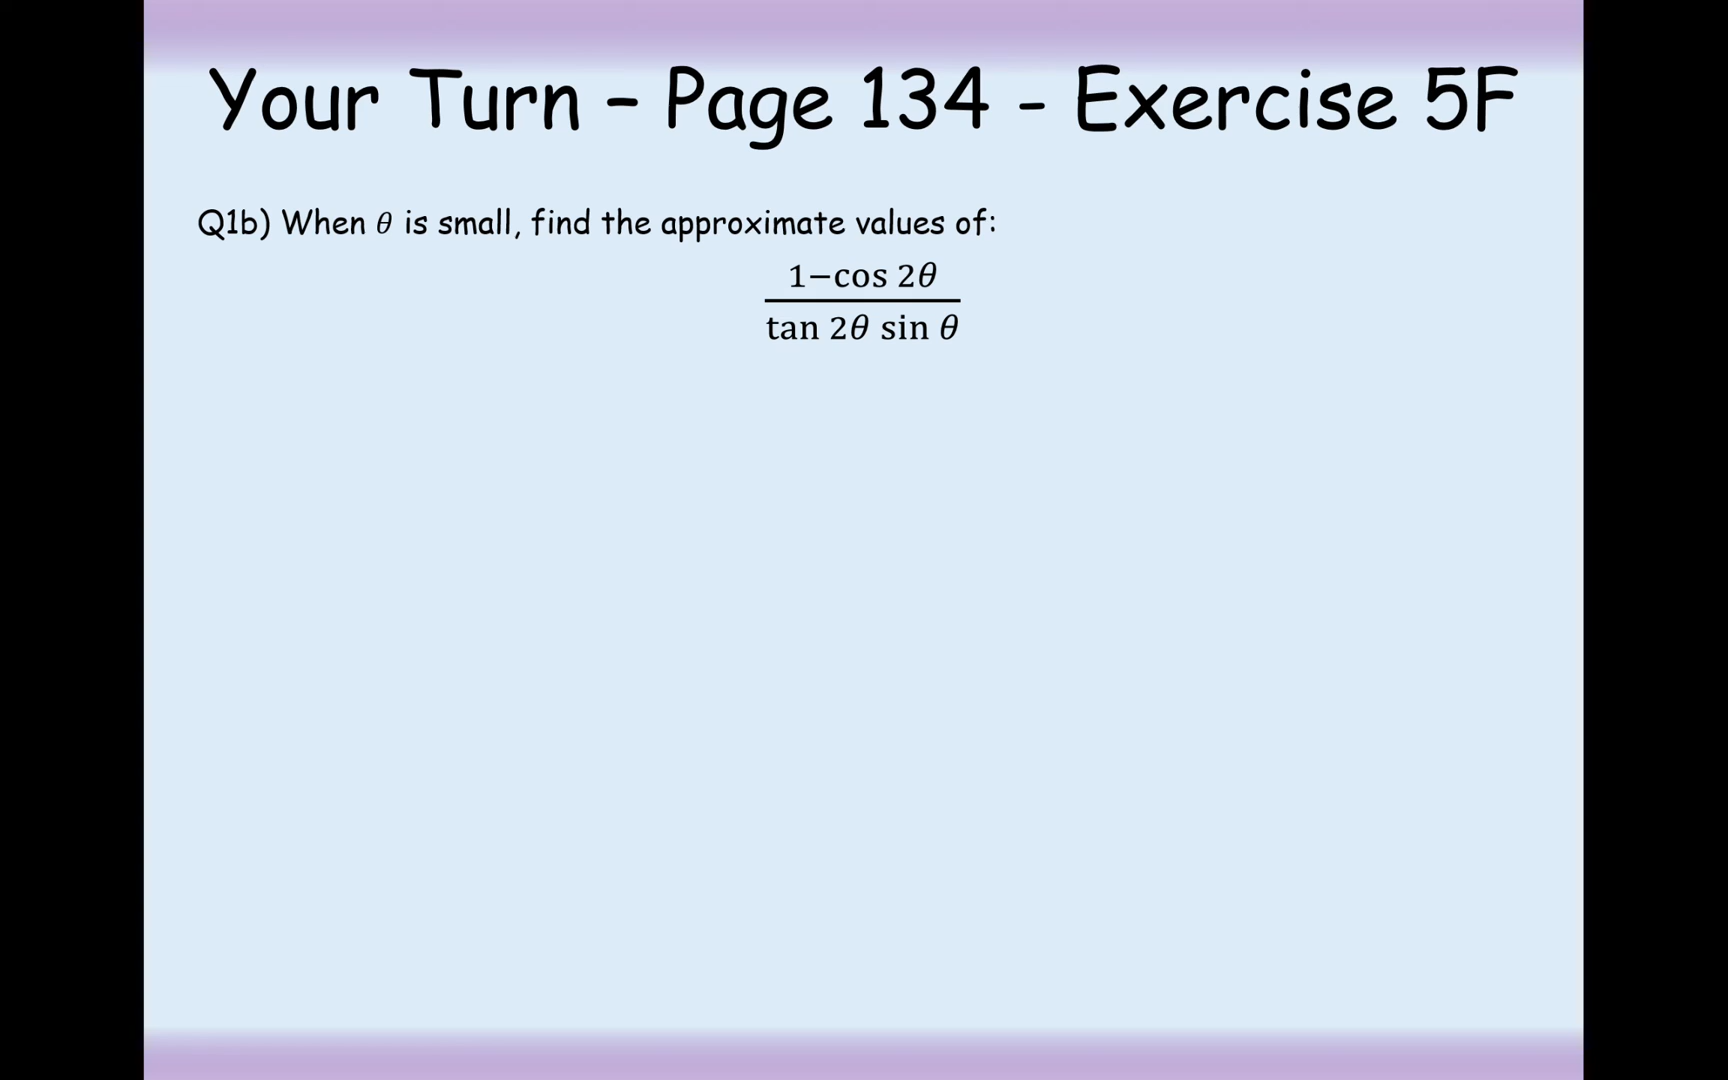 Your Turn – Page 134 - Exercise 5F
Q1b) When 𝜃 is small, find the approximate values of:
1−cos 2𝜃
tan 2𝜃 sin 𝜃